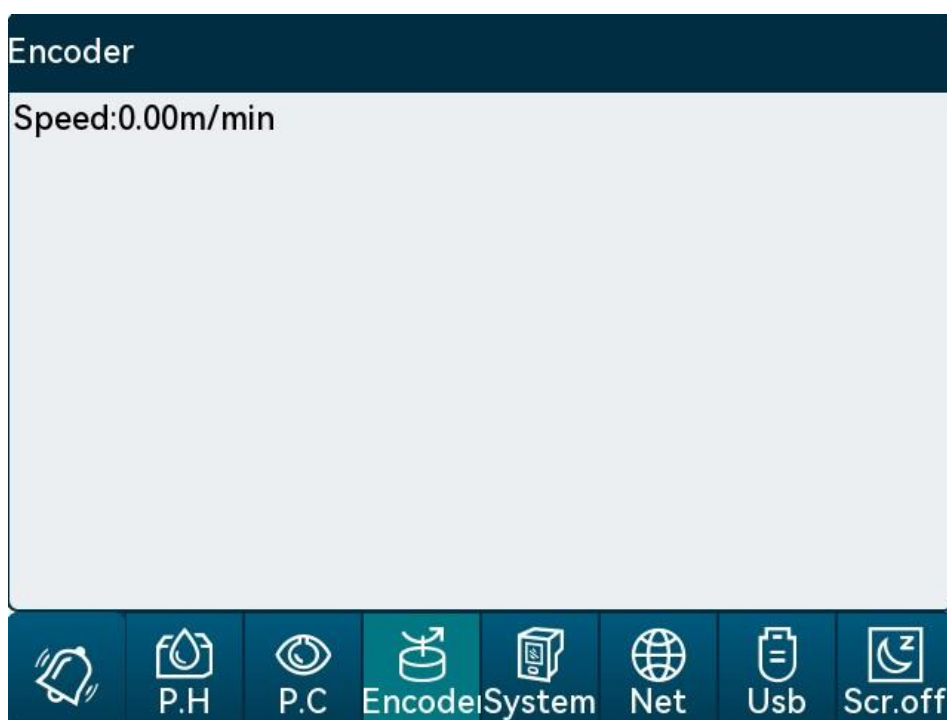 Encoder
Speed:0.00m/min
P.H
P.C
Encoder
System
Net
Usb
Scr.off